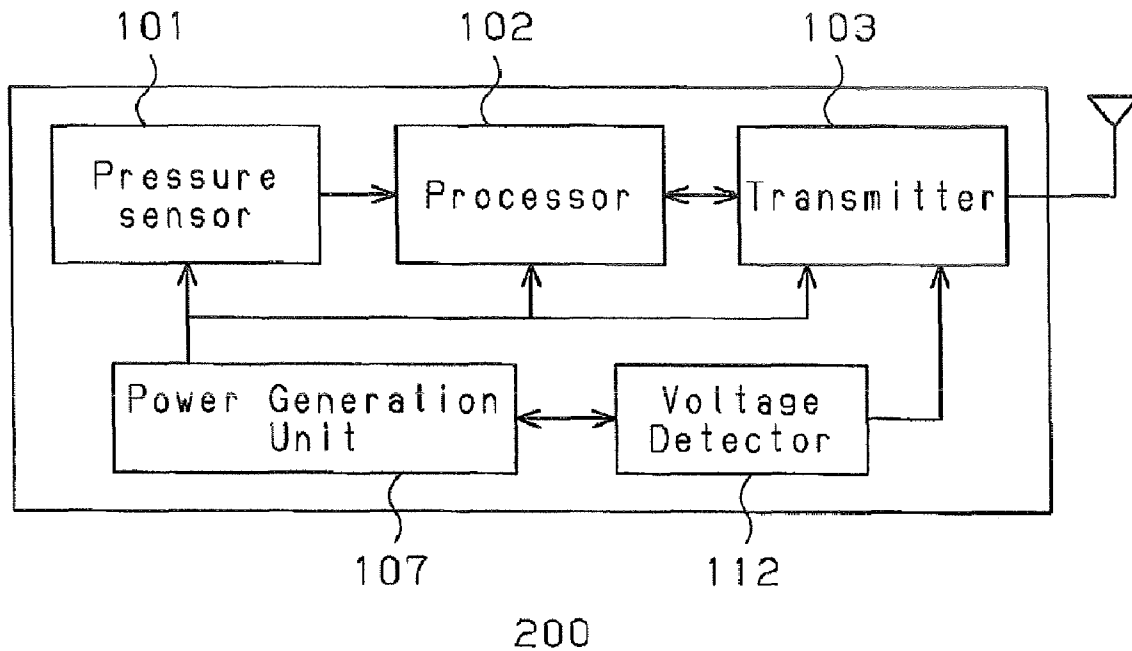 101
102
103
Pressure
sensor
Processor
Transmitter
Power Generation
Unit
Voltage
Detector
107
112
200